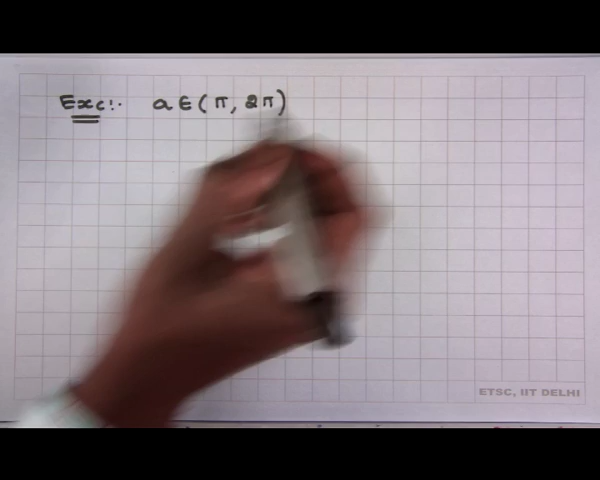 Exc:- a ∈ (π, 2π)
ETSC, IIT DELHI